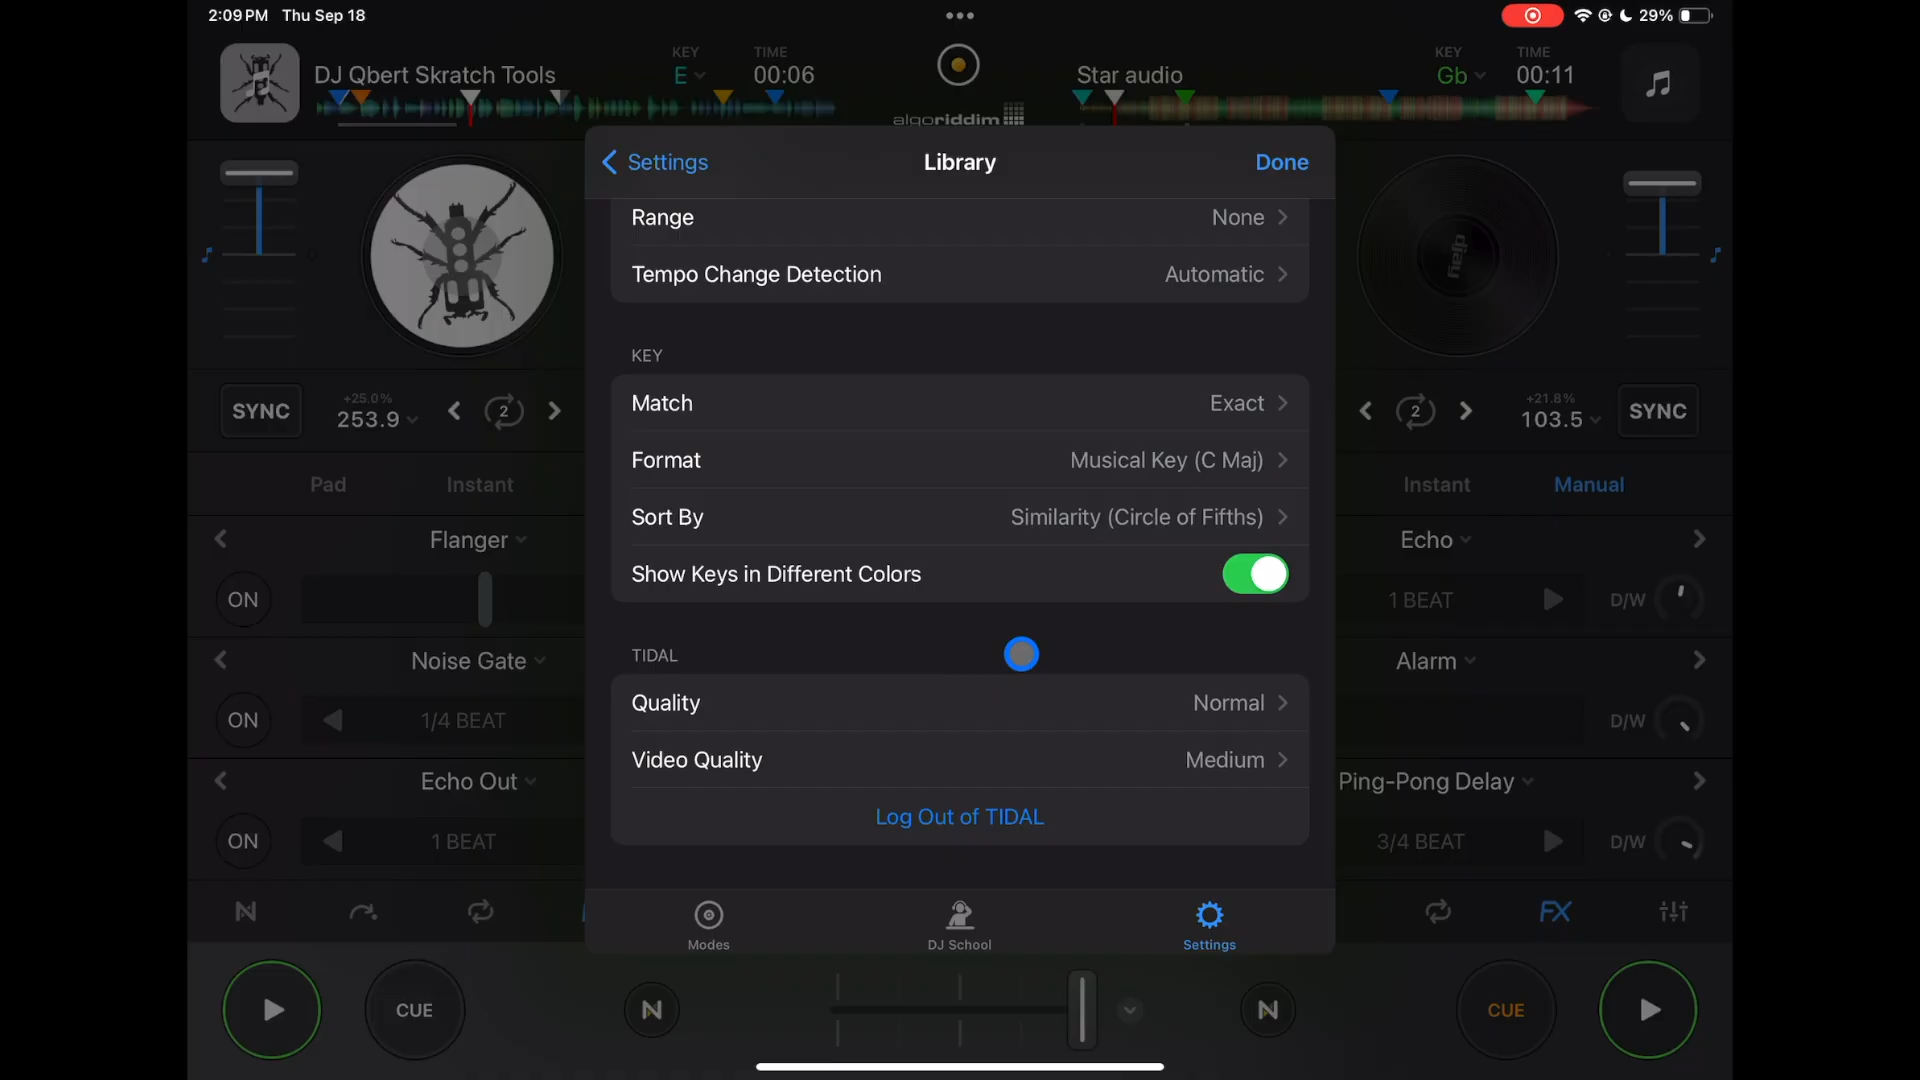 2:09 PM Thu Sep 18
29%
DJ Qbert Skratch Tools
KEY
E
TIME
00:06
algoriddim
Star audio
KEY
Gb
TIME
00:11
Settings
Library
Done
Range None
Tempo Change Detection Automatic
KEY
Match Exact
Format Musical Key (C Maj)
Sort By Similarity (Circle of Fifths)
Show Keys in Different Colors
TIDAL
Quality Normal
Video Quality Medium
Log Out of TIDAL
Modes
DJ School
Settings
SYNC
+25.0%
253.9
2
Pad Instant
Flanger
ON
Noise Gate
ON
1/4 BEAT
Echo Out
ON
1 BEAT
CUE
djay
2
+21.8%
103.5
SYNC
Instant Manual
Echo
1 BEAT
D/W
Alarm
D/W
Ping-Pong Delay
3/4 BEAT
D/W
FX
CUE